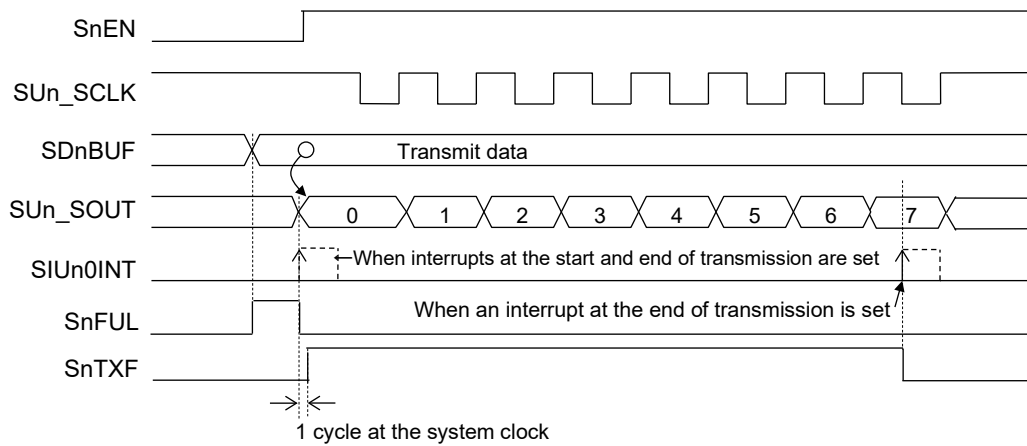 SnEN
SUn_SCLK
SDnBUF
Transmit data
SUn_SOUT
0 1 2 3 4 5 6 7
SIUn0INT
When interrupts at the start and end of transmission are set
When an interrupt at the end of transmission is set
SnFUL
SnTXF
1 cycle at the system clock